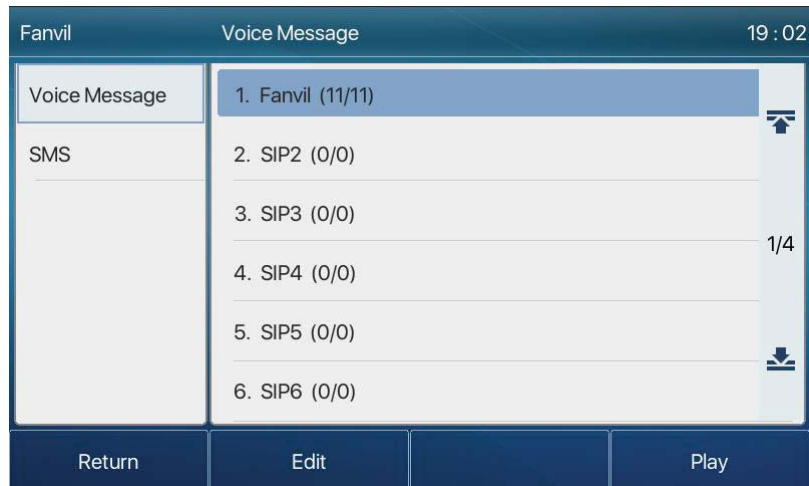 Fanvil Voice Message 19:02
Voice Message
SMS
1. Fanvil (11/11)
2. SIP2 (0/0)
3. SIP3 (0/0)
4. SIP4 (0/0)
5. SIP5 (0/0)
6. SIP6 (0/0)
1/4
Return Edit Play